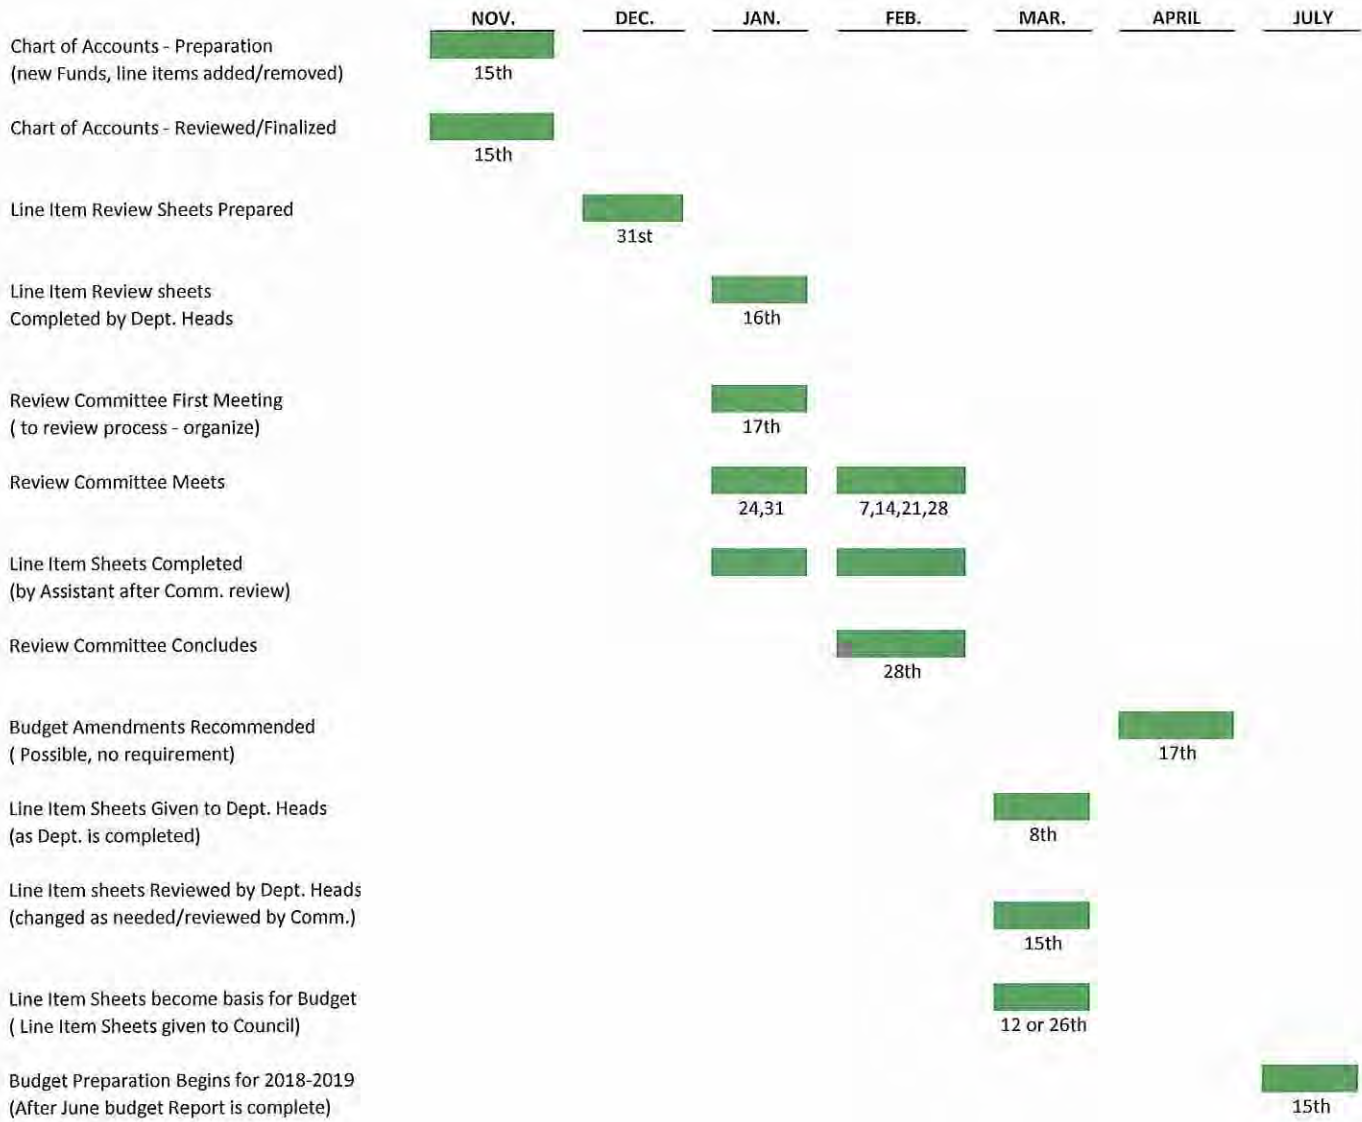 NOV. DEC. JAN. FEB. MAR. APRIL JULY
Chart of Accounts - Preparation
(new Funds, line items added/removed) 15th
Chart of Accounts - Reviewed/Finalized
15th
Line Item Review Sheets Prepared
31st
Line Item Review sheets
Completed by Dept. Heads 16th
Review Committee First Meeting
( to review process - organize) 17th
Review Committee Meets
24,31 7,14,21,28
Line Item Sheets Completed
(by Assistant after Comm. review)
Review Committee Concludes
28th
Budget Amendments Recommended
( Possible, no requirement) 17th
Line Item Sheets Given to Dept. Heads
(as Dept. is completed) 8th
Line Item sheets Reviewed by Dept. Heads
(changed as needed/reviewed by Comm.)
15th
Line Item Sheets become basis for Budget
( Line Item Sheets given to Council) 12 or 26th
Budget Preparation Begins for 2018-2019
(After June budget Report is complete) 15th